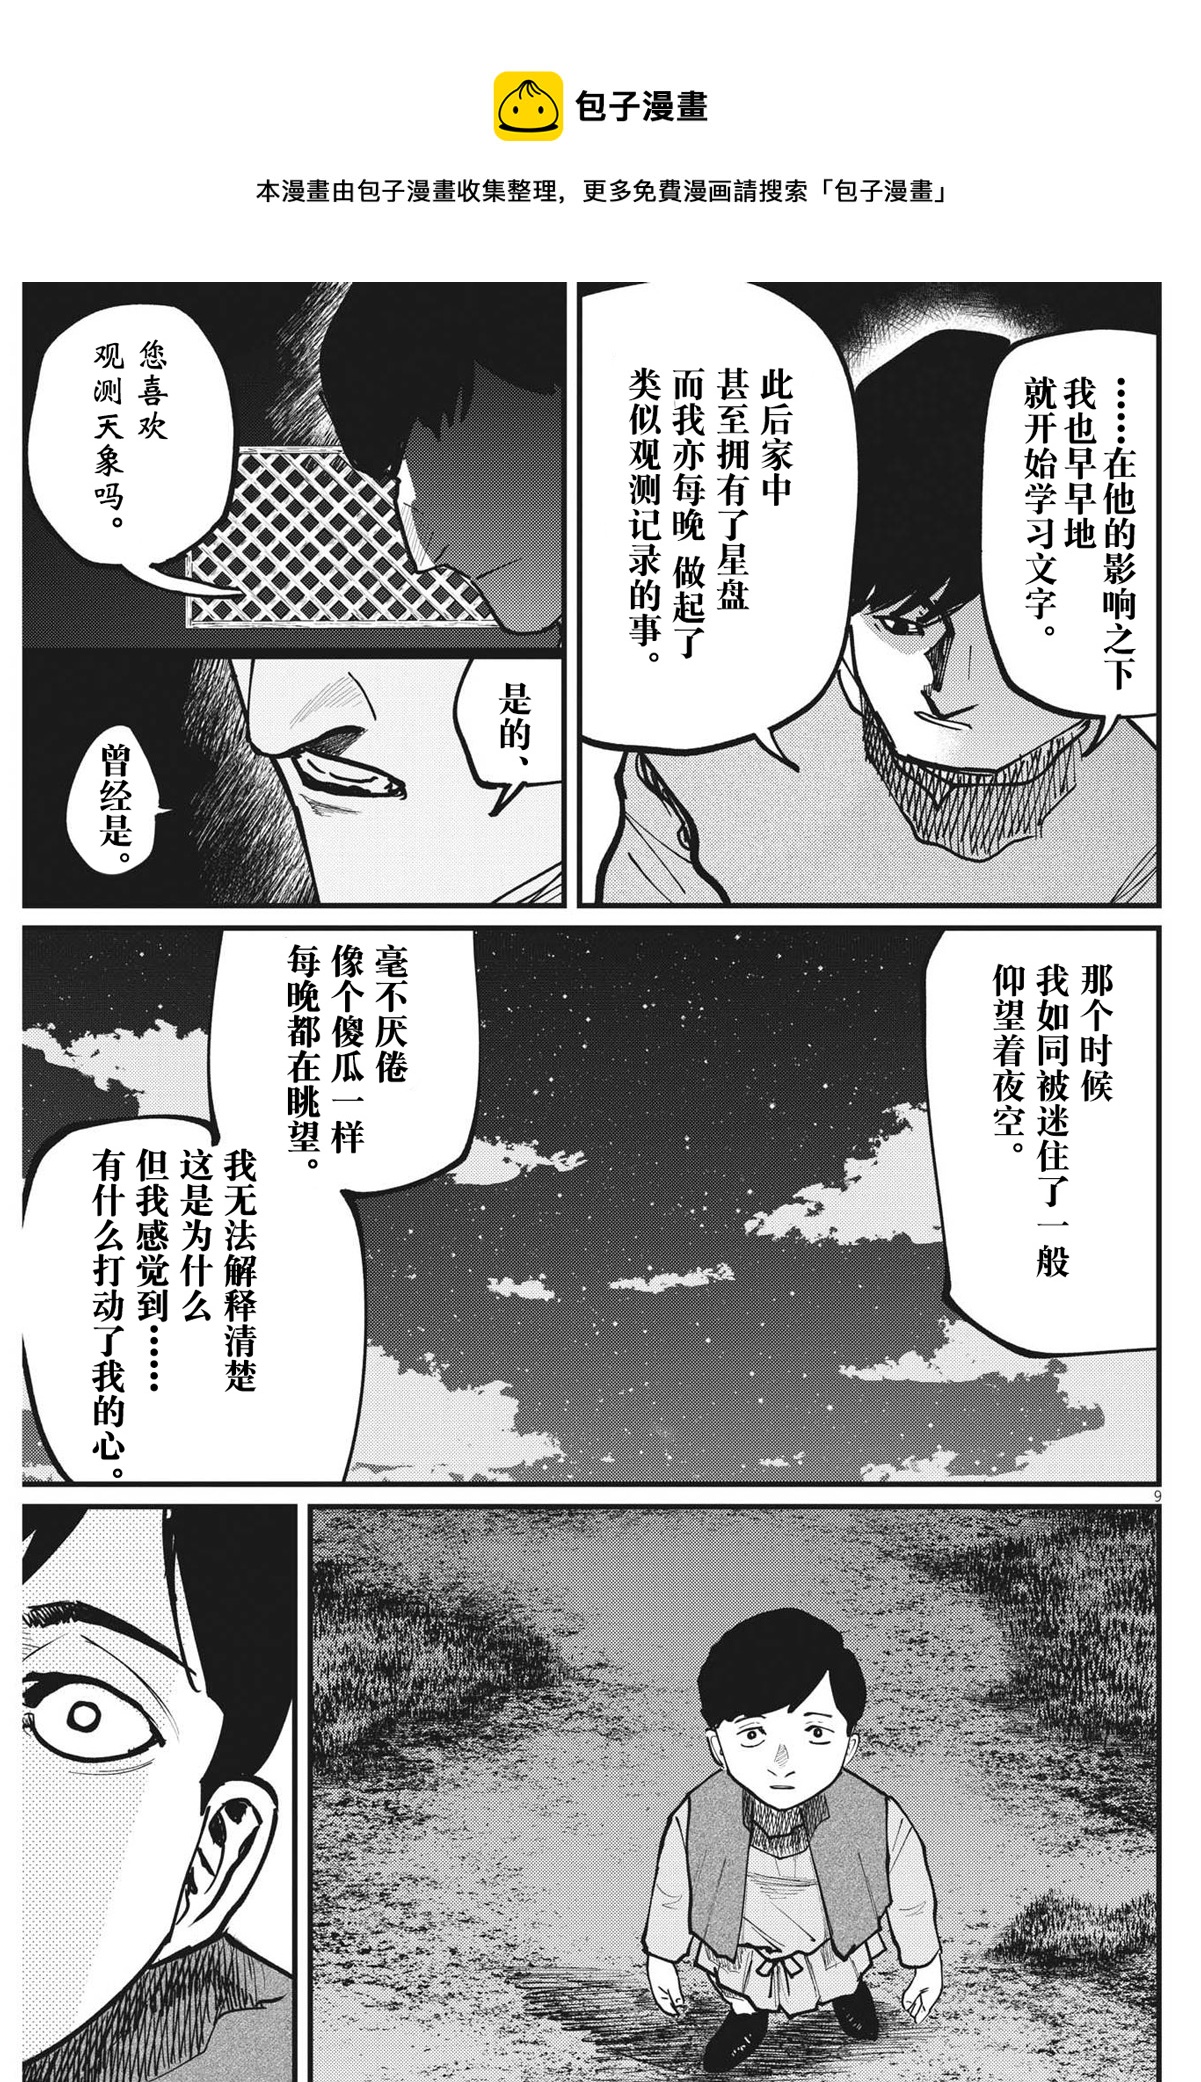 包子漫畫
本漫畫由包子漫畫收集整理，更多免費漫画請搜索「包子漫畫」
……在他的影响之下
我也早早地
就开始学习文字。
此后家中
甚至拥有了星盘
而我亦每晚 做起了
类似观测记录的事。
您喜欢
观测天象吗。
是的、
曾经是。
那个时候
我如同被迷住了一般
仰望着夜空。
毫不厌倦
像个傻瓜一样
每晚都在眺望。
我无法解释清楚
这是为什么
但我感觉到……
有什么打动了我的心。
9